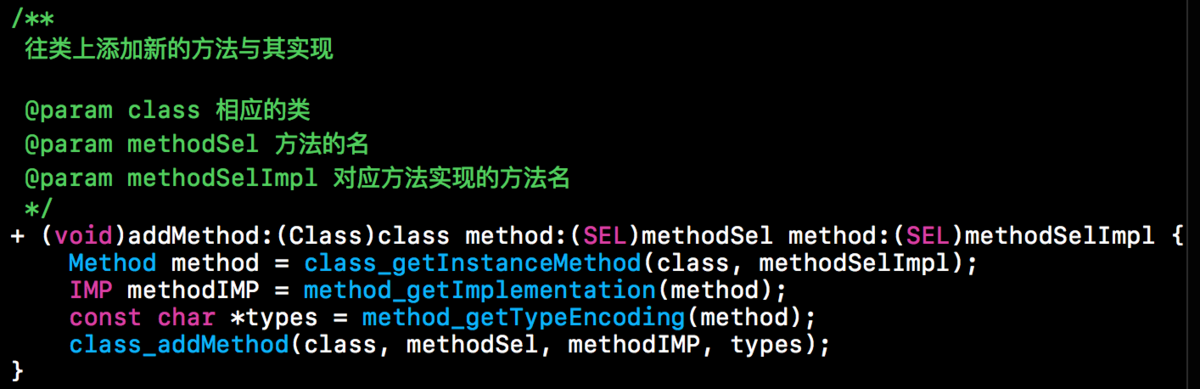 /**
 往类上添加新的方法与其实现

 @param class 相应的类
 @param methodSel 方法的名
 @param methodSelImpl 对应方法实现的方法名
 */
+ (void)addMethod:(Class)class method:(SEL)methodSel method:(SEL)methodSelImpl {
    Method method = class_getInstanceMethod(class, methodSelImpl);
    IMP methodIMP = method_getImplementation(method);
    const char *types = method_getTypeEncoding(method);
    class_addMethod(class, methodSel, methodIMP, types);
}